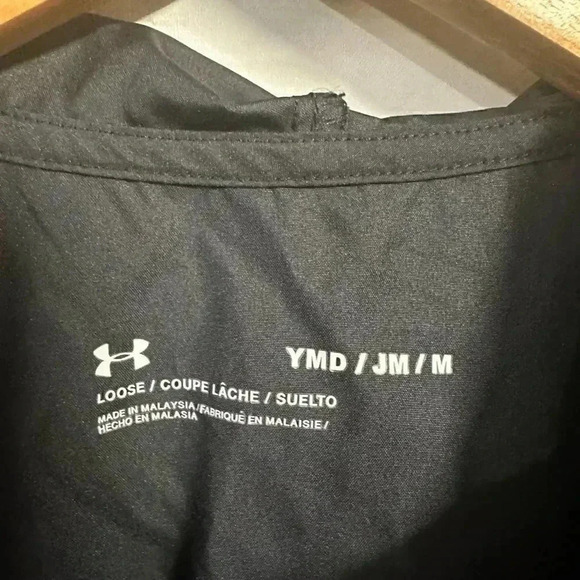 YMD / JM / M
LOOSE / COUPE LÂCHE / SUELTO
MADE IN MALAYSIA / FABRIQUÉ EN MALAISIE /
HECHO EN MALASIA